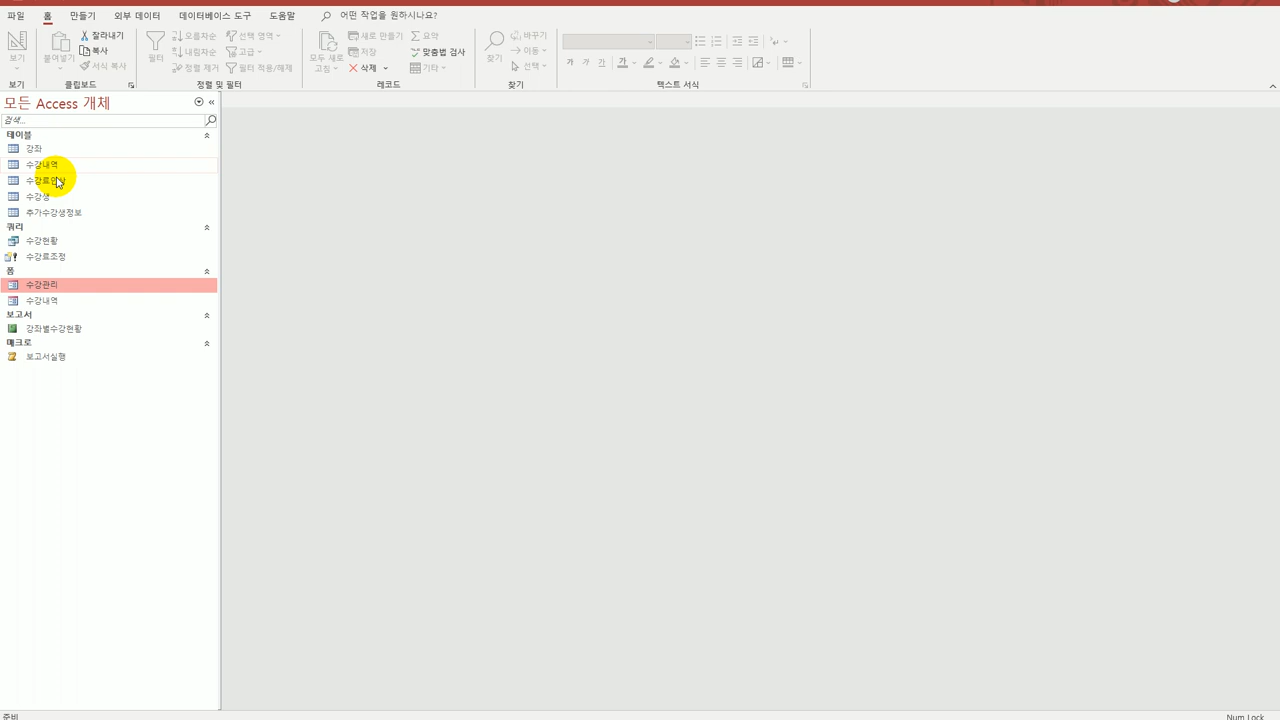 파일 홈 만들기 외부 데이터 데이터베이스 도구 도움말 어떤 작업을 원하시나요?
보기
붙여넣기
잘라내기
복사
서식 복사
필터
오름차순
내림차순
정렬 제거
선택 영역
고급
필터 적용/해제
모두 새로
고침
새로 만들기
저장
삭제
요약
맞춤법 검사
기타
찾기
바꾸기
이동
선택
가 가 가
보기 클립보드 정렬 및 필터 레코드 찾기 텍스트 서식
모든 Access 개체
검색...
테이블
강좌
수강내역
수강생
추가수강생정보
쿼리
수강현황
수강료조정
폼
수강관리
수강내역
보고서
강좌별수강현황
매크로
보고서실행
준비
Num Lock